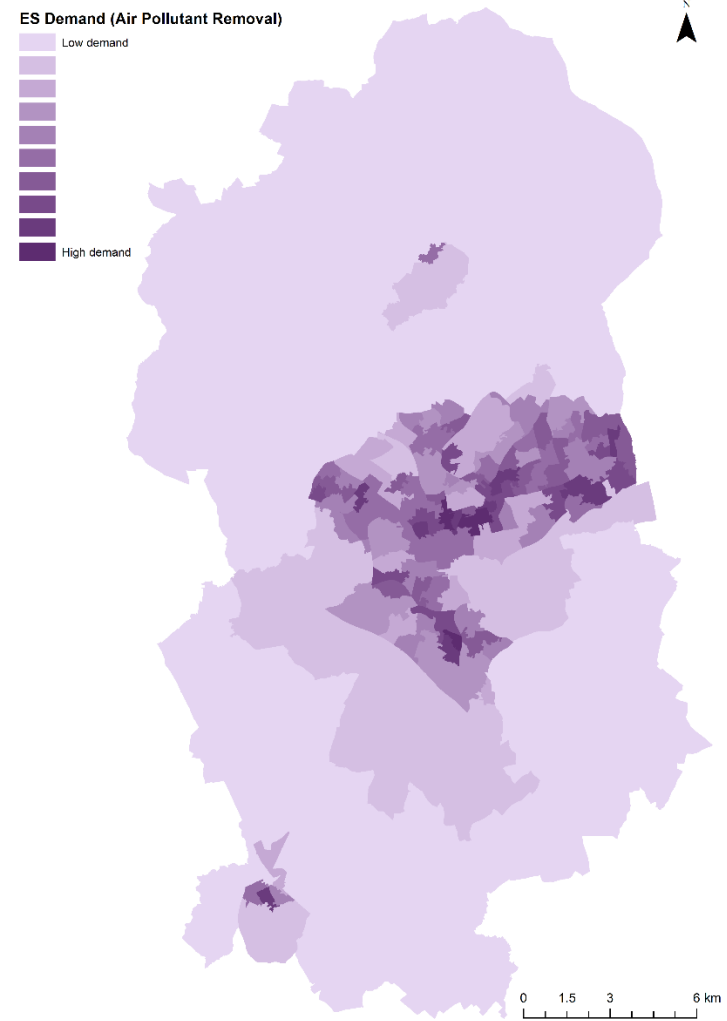 ES Demand (Air Pollutant Removal)
Low demand
High demand
N
0 1.5 3 6 km